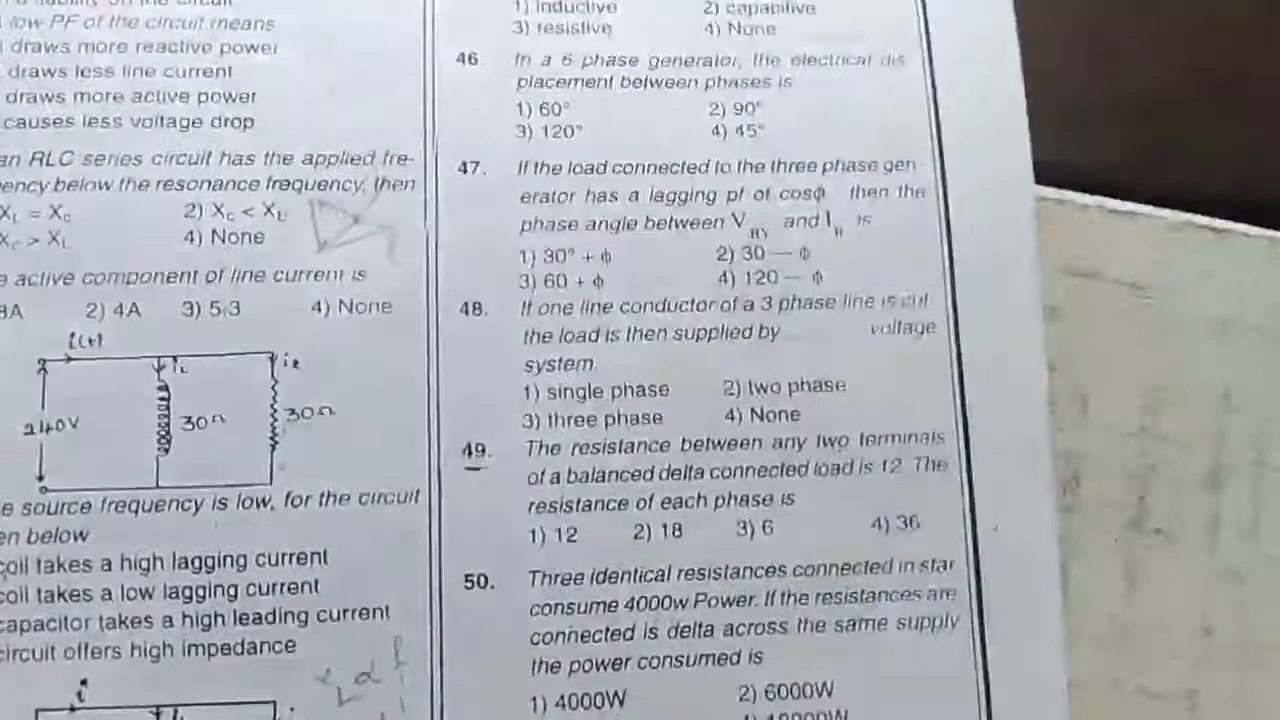 low PF of the circuit means
draws more reactive power
draws less line current
draws more active power
causes less voltage drop
an RLC series circuit has the applied fre-
ency below the resonance frequency, then
X_L = X_C 2) X_C < X_L
X_C > X_L 4) None
e active component of line current is
3A 2) 4A 3) 5.3 4) None
i(t)
i_L i_R
240V 30Ω 30Ω
e source frequency is low, for the circuit
en below
coil takes a high lagging current
coil takes a low lagging current
capacitor takes a high leading current
circuit offers high impedance
i
1) inductive 2) capacitive
3) resistive 4) None
46. In a 6 phase generator, the electrical dis
placement between phases is
1) 60° 2) 90°
3) 120° 4) 45°
47. If the load connected to the three phase gen
erator has a lagging pf of cosϕ then the
phase angle between V_RY and I_R is
1) 30° + ϕ 2) 30 — ϕ
3) 60 + ϕ 4) 120 — ϕ
48. If one line conductor of a 3 phase line is cut
the load is then supplied by voltage
system.
1) single phase 2) two phase
3) three phase 4) None
49. The resistance between any two terminals
of a balanced delta connected load is 12 The
resistance of each phase is
1) 12 2) 18 3) 6 4) 36
50. Three identical resistances connected in star
consume 4000w Power. If the resistances are
connected is delta across the same supply
the power consumed is
1) 4000W 2) 6000W